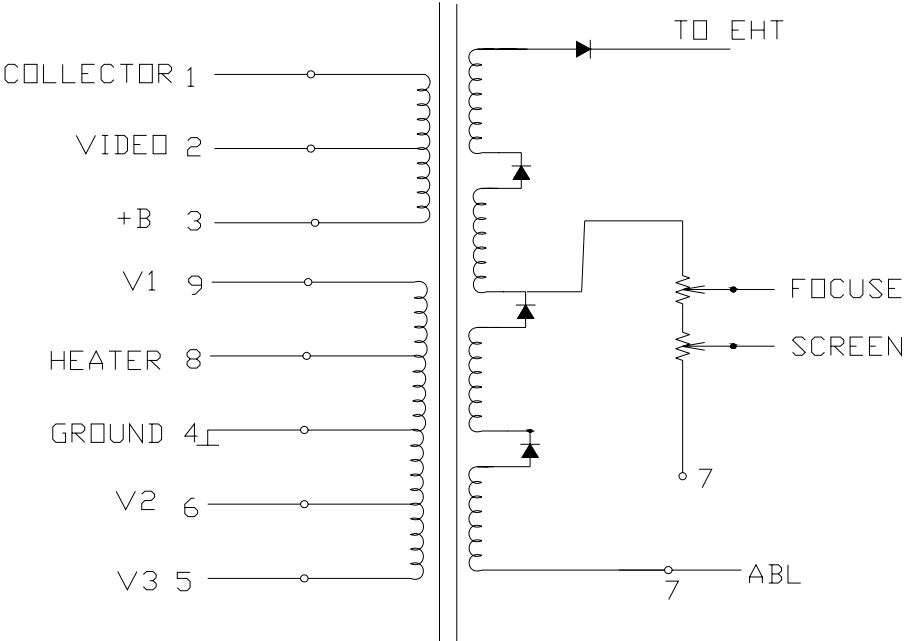 TO EHT
COLLECTOR 1
VIDEO 2
+B 3
V1 9
FOCUSE
SCREEN
HEATER 8
GROUND 4
7
V2 6
V3 5
ABL
7